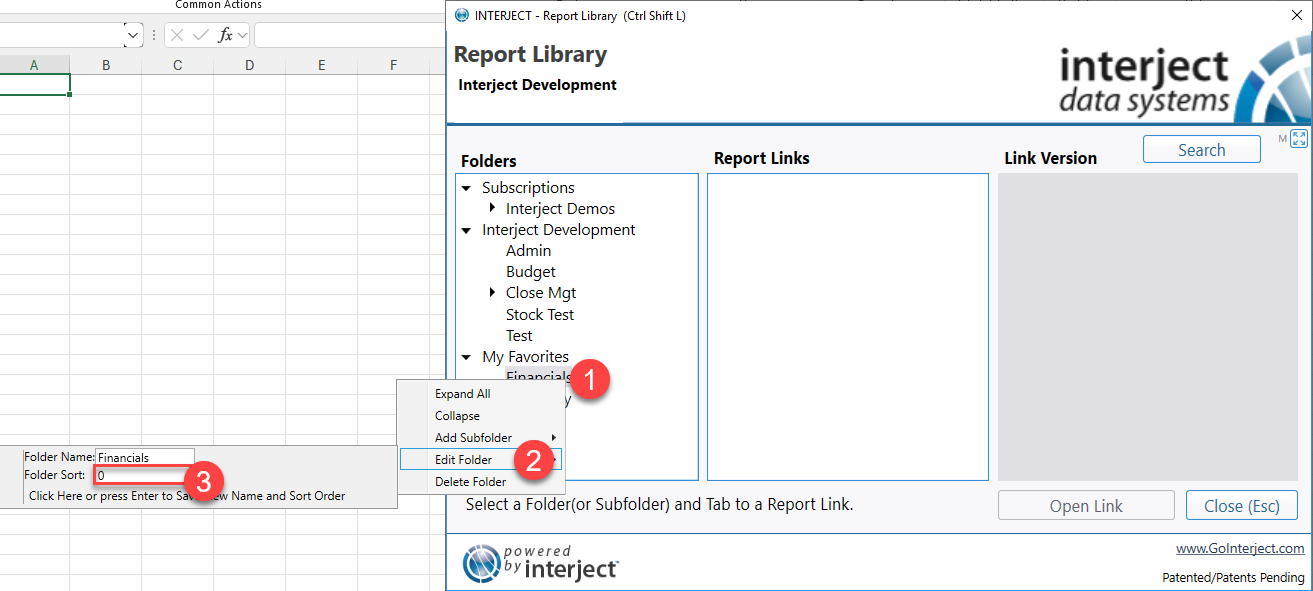 Common Actions
fx
A B C D E F
INTERJECT - Report Library (Ctrl Shift L)
Report Library
Interject Development
interject
data systems
Search
M
Folders
Report Links
Link Version
Subscriptions
Interject Demos
Interject Development
Admin
Budget
Close Mgt
Stock Test
Test
My Favorites
Financials
1
y
Expand All
Collapse
Add Subfolder
Edit Folder
2
Delete Folder
Folder Name: Financials
Folder Sort: 0
3
Click Here or press Enter to Sa ew Name and Sort Order
Select a Folder(or Subfolder) and Tab to a Report Link.
Open Link
Close (Esc)
powered
by interject
www.GoInterject.com
Patented/Patents Pending